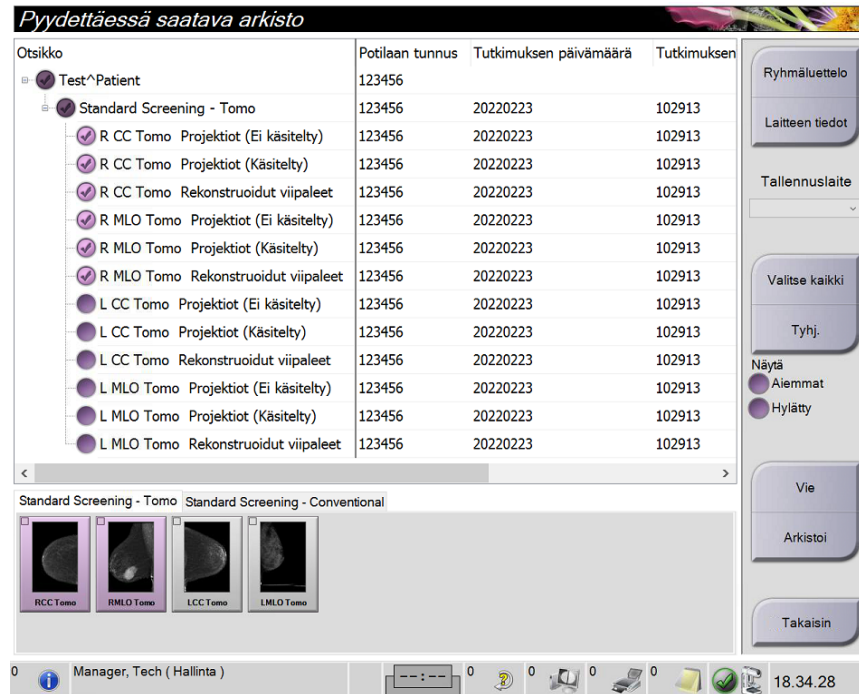 Pyydettäessä saatava arkisto
Otsikko Potilaan tunnus Tutkimuksen päivämäärä Tutkimuksen
Test^Patient 123456
Standard Screening - Tomo 123456 20220223 102913
R CC Tomo Projektiot (Ei käsitelty) 123456 20220223 102913
R CC Tomo Projektiot (Käsitelty) 123456 20220223 102913
R CC Tomo Rekonstruoidut viipaleet 123456 20220223 102913
R MLO Tomo Projektiot (Ei käsitelty) 123456 20220223 102913
R MLO Tomo Projektiot (Käsitelty) 123456 20220223 102913
R MLO Tomo Rekonstruoidut viipaleet 123456 20220223 102913
L CC Tomo Projektiot (Ei käsitelty) 123456 20220223 102913
L CC Tomo Projektiot (Käsitelty) 123456 20220223 102913
L CC Tomo Rekonstruoidut viipaleet 123456 20220223 102913
L MLO Tomo Projektiot (Ei käsitelty) 123456 20220223 102913
L MLO Tomo Projektiot (Käsitelty) 123456 20220223 102913
L MLO Tomo Rekonstruoidut viipaleet 123456 20220223 102913
Ryhmäluettelo
Laitteen tiedot
Tallennuslaite
Valitse kaikki
Tyhj.
Näytä
Aiemmat
Hylätty
Vie
Arkistoi
Takaisin
Standard Screening - Tomo Standard Screening - Conventional
RCC Tomo RMLO Tomo LCC Tomo LMLO Tomo
0 Manager, Tech ( Hallinta ) --:-- 0 0 0 0 18.34.28